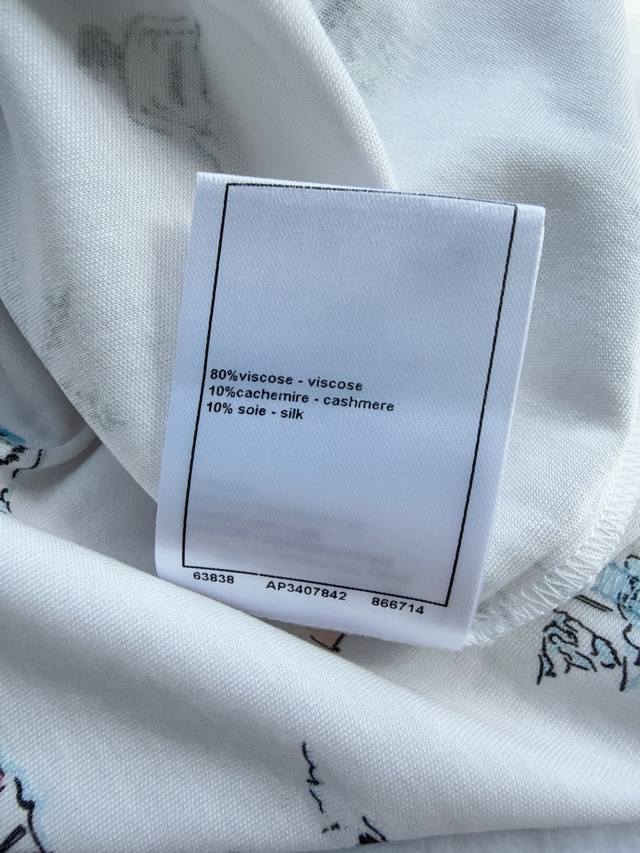 80%viscose - viscose
10%cachemire - cashmere
10% soie - silk
63838 AP3407842 866714